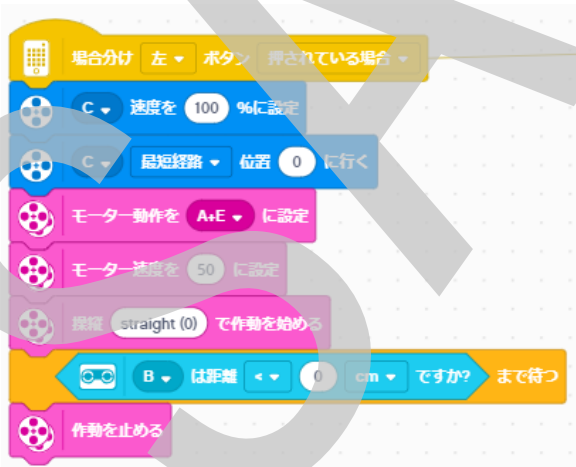 場合分け 左 ボタン 押されている場合
C 速度を 100 %に設定
C 最短経路 位置 0 に行く
モーター動作を A+E に設定
モーター速度を 50 に設定
操縦 straight (0) で作動を始める
B は距離 < 0 cm ですか? まで待つ
作動を止める